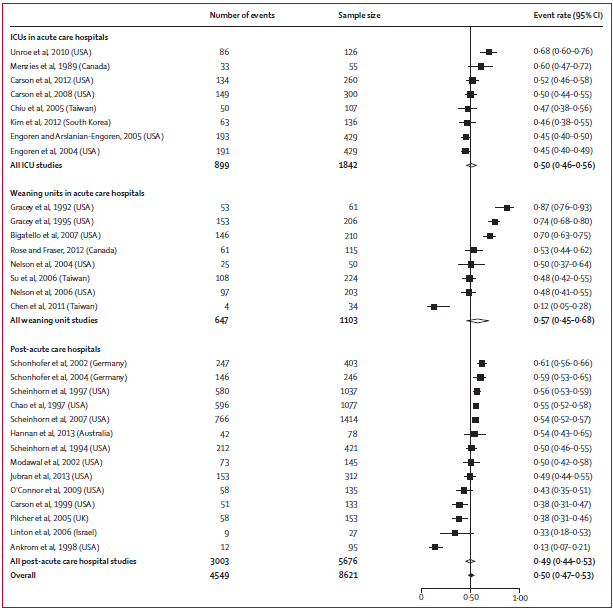 Number of events Sample size Event rate (95% CI)
ICUs in acute care hospitals
Unroe et al, 2010 (USA) 86 126 0·68 (0·60–0·76)
Menzies et al, 1989 (Canada) 33 55 0·60 (0·47–0·72)
Carson et al, 2012 (USA) 134 260 0·52 (0·46–0·58)
Carson et al, 2008 (USA) 149 300 0·50 (0·44–0·55)
Chiu et al, 2005 (Taiwan) 50 107 0·47 (0·38–0·56)
Kim et al, 2012 (South Korea) 63 136 0·46 (0·38–0·55)
Engoren and Arslanian-Engoren, 2005 (USA) 193 429 0·45 (0·40–0·50)
Engoren et al, 2004 (USA) 191 429 0·45 (0·40–0·49)
All ICU studies 899 1842 0·50 (0·46–0·56)
Weaning units in acute care hospitals
Gracey et al, 1992 (USA) 53 61 0·87 (0·76–0·93)
Gracey et al, 1995 (USA) 153 206 0·74 (0·68–0·80)
Bigatello et al, 2007 (USA) 146 210 0·70 (0·63–0·75)
Rose and Fraser, 2012 (Canada) 61 115 0·53 (0·44–0·62)
Nelson et al, 2004 (USA) 25 50 0·50 (0·37–0·64)
Su et al, 2006 (Taiwan) 108 224 0·48 (0·42–0·55)
Nelson et al, 2006 (USA) 97 203 0·48 (0·41–0·55)
Chen et al, 2011 (Taiwan) 4 34 0·12 (0·05–0·28)
All weaning unit studies 647 1103 0·57 (0·45–0·68)
Post-acute care hospitals
Schonhofer et al, 2002 (Germany) 247 403 0·61 (0·56–0·66)
Schonhofer et al, 2004 (Germany) 146 246 0·59 (0·53–0·65)
Scheinhorn et al, 1997 (USA) 580 1037 0·56 (0·53–0·59)
Chao et al, 1997 (USA) 596 1077 0·55 (0·52–0·58)
Scheinhorn et al, 2007 (USA) 766 1414 0·54 (0·52–0·57)
Hannan et al, 2013 (Australia) 42 78 0·54 (0·43–0·65)
Scheinhorn et al, 1994 (USA) 212 421 0·50 (0·46–0·55)
Modawal et al, 2002 (USA) 73 145 0·50 (0·42–0·58)
Jubran et al, 2013 (USA) 153 312 0·49 (0·44–0·55)
O'Connor et al, 2009 (USA) 58 135 0·43 (0·35–0·51)
Carson et al, 1999 (USA) 51 133 0·38 (0·31–0·47)
Pilcher et al, 2005 (UK) 58 153 0·38 (0·31–0·46)
Linton et al, 2006 (Israel) 9 27 0·33 (0·18–0·53)
Ankrom et al, 1998 (USA) 12 95 0·13 (0·07–0·21)
All post-acute care hospital studies 3003 5676 0·49 (0·44–0·53)
Overall 4549 8621 0·50 (0·47–0·53)
0 0·50 1·00